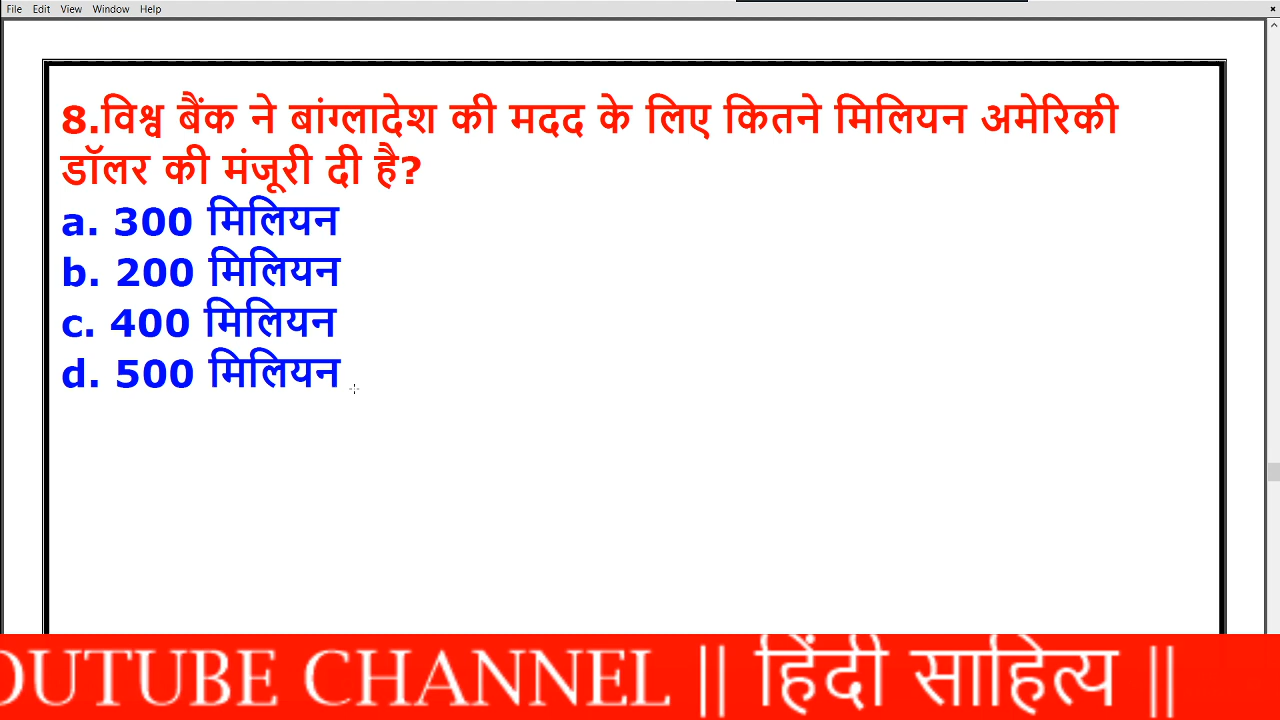 File Edit View Window Help
8.विश्व बैंक ने बांग्लादेश की मदद के लिए कितने मिलियन अमेरिकी
डॉलर की मंजूरी दी है?
a. 300 मिलियन
b. 200 मिलियन
c. 400 मिलियन
d. 500 मिलियन
OUTUBE CHANNEL || हिंदी साहित्य ||